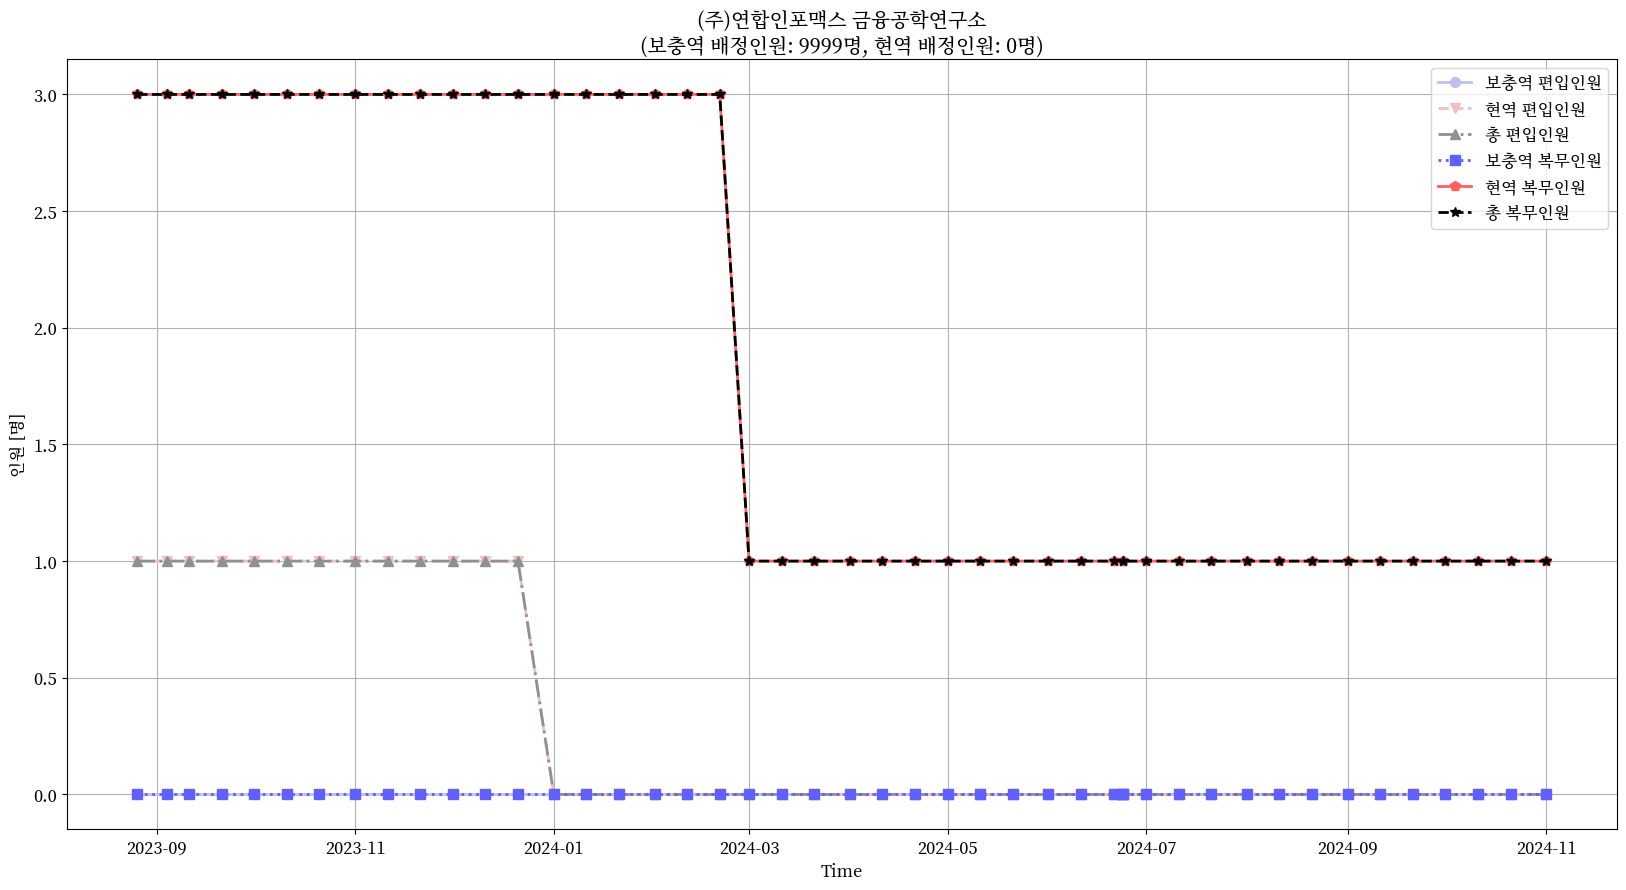 (주)연합인포맥스 금융공학연구소
(보충역 배정인원: 9999명, 현역 배정인원: 0명)
보충역 편입인원
현역 편입인원
총 편입인원
보충역 복무인원
현역 복무인원
총 복무인원
인원 [명]
3.0
2.5
2.0
1.5
1.0
0.5
0.0
2023-09 2023-11 2024-01 2024-03 2024-05 2024-07 2024-09 2024-11
Time